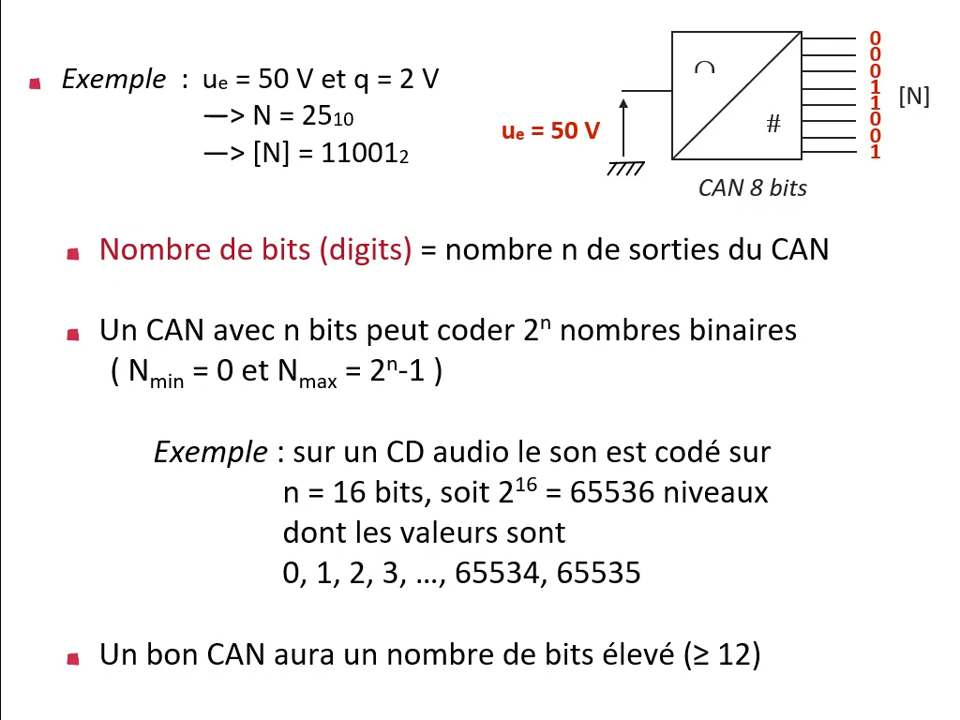 Exemple : uₑ = 50 V et q = 2 V
—> N = 25₁₀
—> [N] = 11001₂
uₑ = 50 V
#
0
0
0
1
1
0
0
1
[N]
CAN 8 bits
Nombre de bits (digits) = nombre n de sorties du CAN
Un CAN avec n bits peut coder 2ⁿ nombres binaires
( Nmin = 0 et Nmax = 2ⁿ-1 )
Exemple : sur un CD audio le son est codé sur
n = 16 bits, soit 2¹⁶ = 65536 niveaux
dont les valeurs sont
0, 1, 2, 3, ..., 65534, 65535
Un bon CAN aura un nombre de bits élevé (≥ 12)